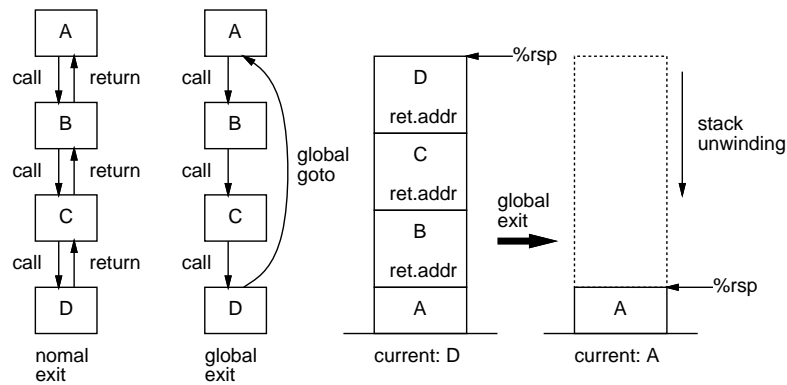 A
call
return
B
call
return
C
call
return
D
nomal
exit
A
call
B
call
C
call
D
global
goto
global
exit
%rsp
D
ret.addr
C
ret.addr
B
ret.addr
A
current: D
global
exit
stack
unwinding
%rsp
A
current: A